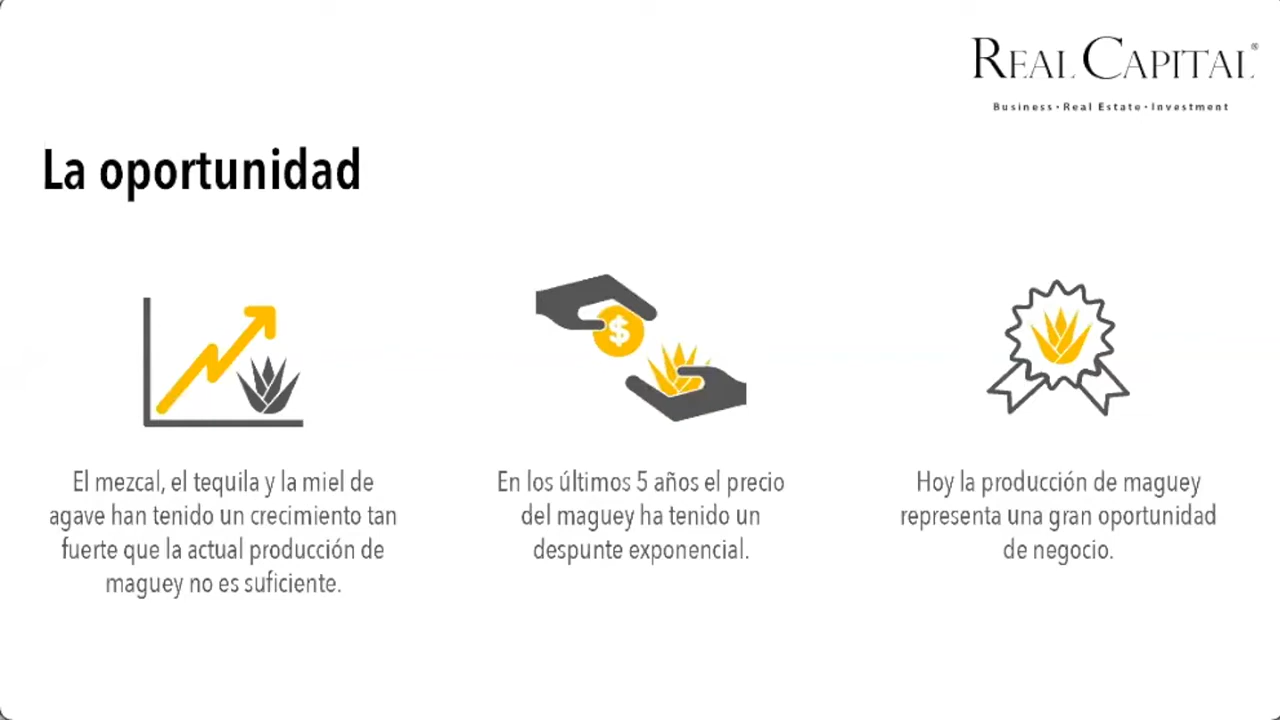 REAL CAPITAL®
Business · Real Estate · Investment
La oportunidad
$
El mezcal, el tequila y la miel de
agave han tenido un crecimiento tan
fuerte que la actual producción de
maguey no es suficiente.
En los últimos 5 años el precio
del maguey ha tenido un
despunte exponencial.
Hoy la producción de maguey
representa una gran oportunidad
de negocio.